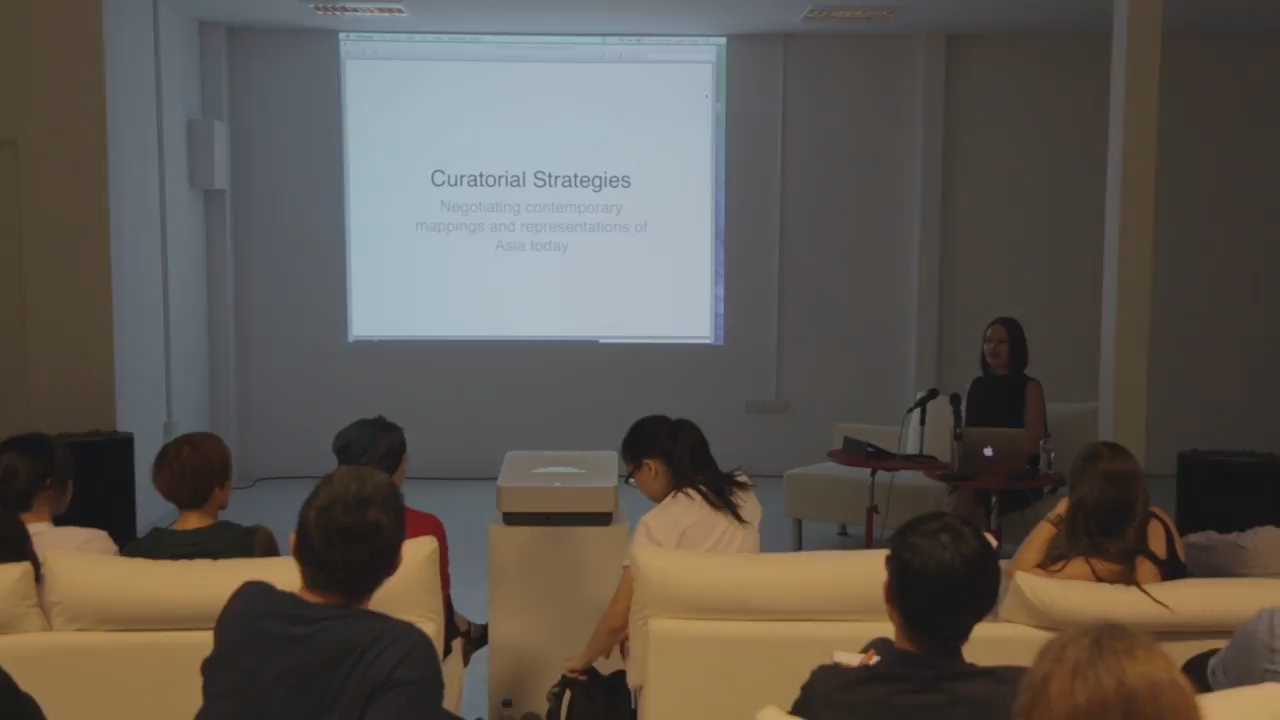 Curatorial Strategies
Negotiating contemporary
mappings and representations of
Asia today